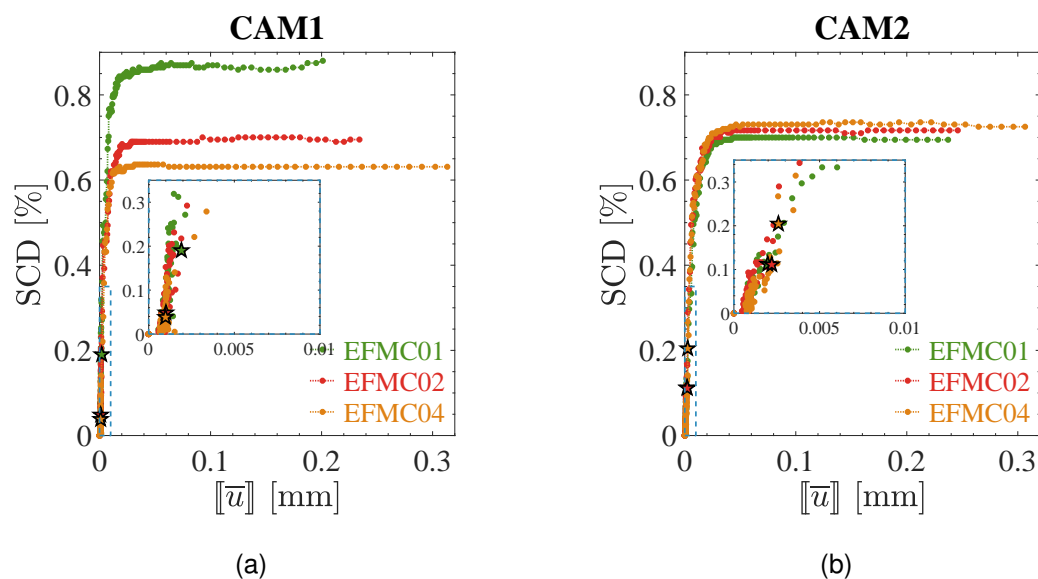 CAM1
SCD [%]
0.8
0.6
0.4
0.2
0
0.3
0.2
0.1
0
0 0.005 0.01
EFMC01
EFMC02
EFMC04
0 0.1 0.2 0.3
⟦u̅⟧ [mm]
(a)
CAM2
SCD [%]
0.8
0.6
0.4
0.2
0
0.3
0.2
0.1
0
0 0.005 0.01
EFMC01
EFMC02
EFMC04
0 0.1 0.2 0.3
⟦u̅⟧ [mm]
(b)